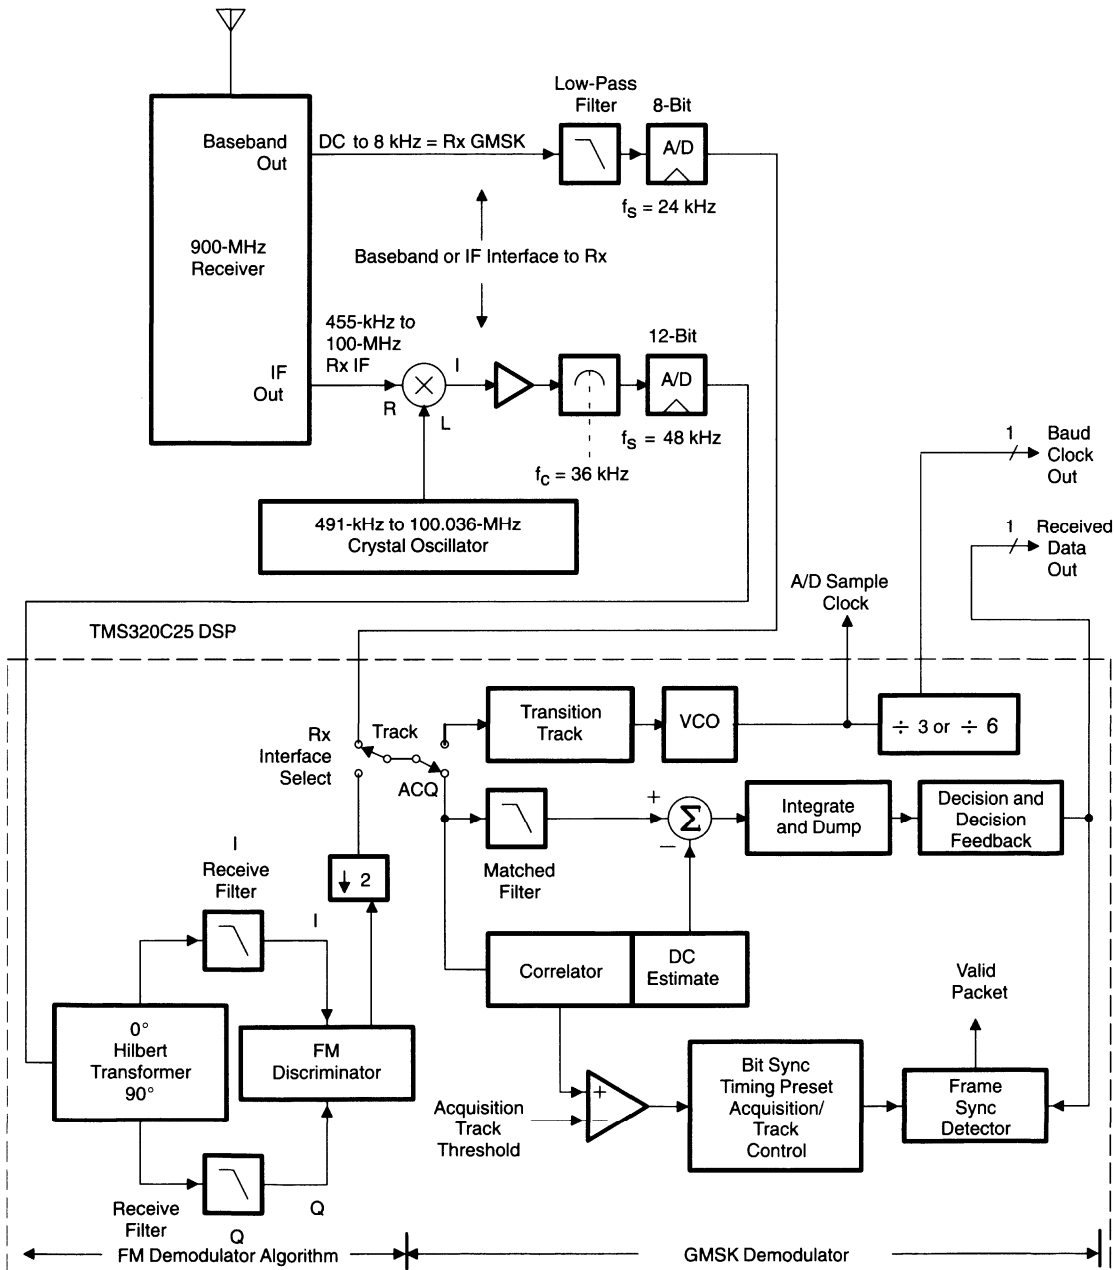 Low-Pass
Filter
8-Bit
Baseband
Out
DC to 8 kHz = Rx GMSK
A/D
fS = 24 kHz
900-MHz
Receiver
Baseband or IF Interface to Rx
455-kHz to
100-MHz
Rx IF
12-Bit
IF
Out
I
R
L
A/D
fS = 48 kHz
fC = 36 kHz
1
Baud
Clock
Out
491-kHz to 100.036-MHz
Crystal Oscillator
1
Received
Data
Out
A/D Sample
Clock
TMS320C25 DSP
Rx
Interface
Select
Track
ACQ
Transition
Track
VCO
÷ 3 or ÷ 6
+
−
Σ
Integrate
and Dump
Decision and
Decision
Feedback
Matched
Filter
↓ 2
I
Receive
Filter
I
Correlator
DC
Estimate
Valid
Packet
0°
Hilbert
Transformer
90°
FM
Discriminator
Acquisition
Track
Threshold
+
−
Bit Sync
Timing Preset
Acquisition/
Track
Control
Frame
Sync
Detector
Receive
Filter
Q
Q
FM Demodulator Algorithm
GMSK Demodulator